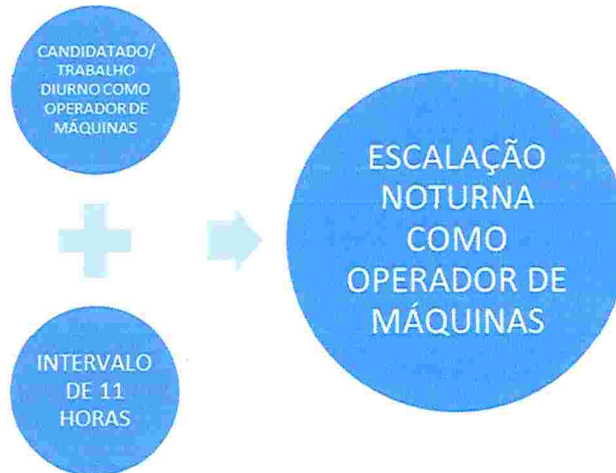 CANDIDATADO/
TRABALHO
DIURNO COMO
OPERADOR DE
MÁQUINAS
INTERVALO
DE 11
HORAS
ESCALAÇÃO
NOTURNA
COMO
OPERADOR DE
MÁQUINAS